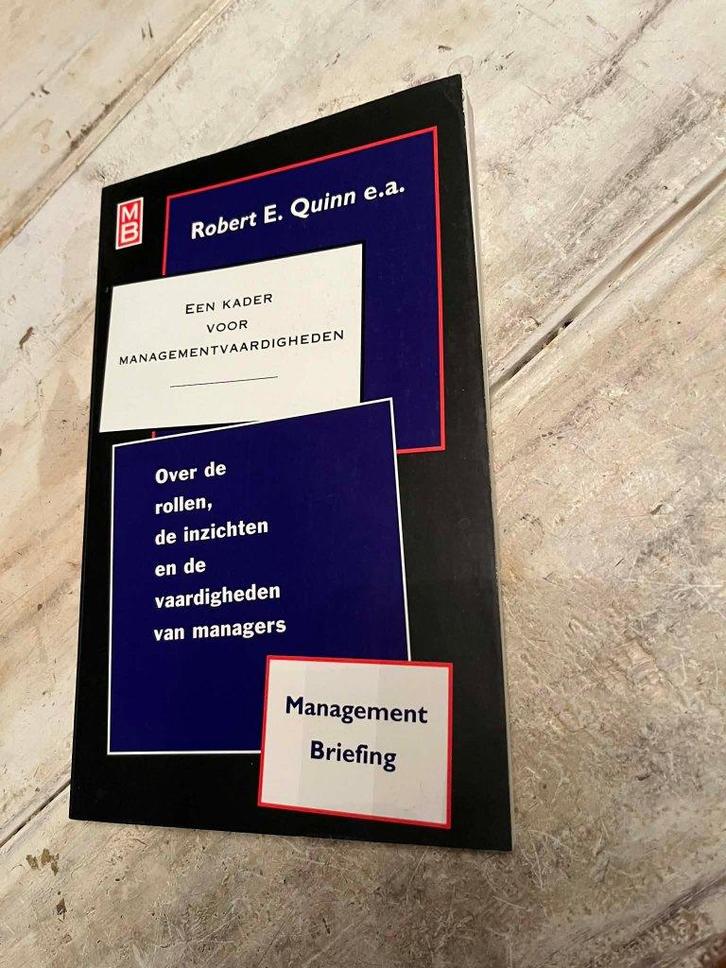 MB
Robert E. Quinn e.a.
EEN KADER
VOOR
MANAGEMENTVAARDIGHEDEN
Over de
rollen,
de inzichten
en de
vaardigheden
van managers
Management
Briefing